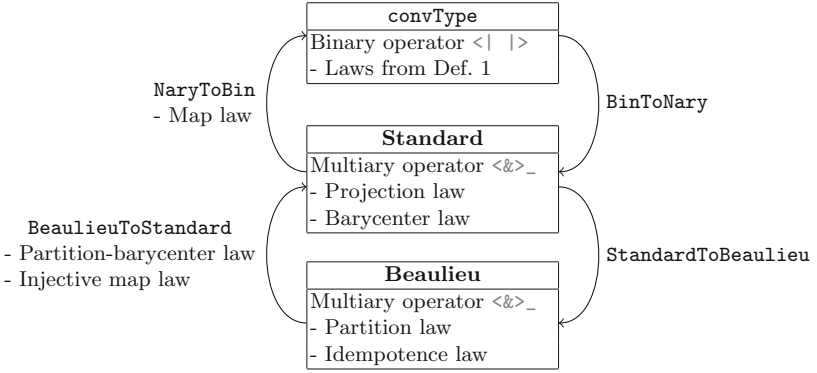 convType
Binary operator <| |>
- Laws from Def. 1
NaryToBin
- Map law
BinToNary
Standard
Multiary operator <&>_
- Projection law
- Barycenter law
BeaulieuToStandard
- Partition-barycenter law
- Injective map law
StandardToBeaulieu
Beaulieu
Multiary operator <&>_
- Partition law
- Idempotence law